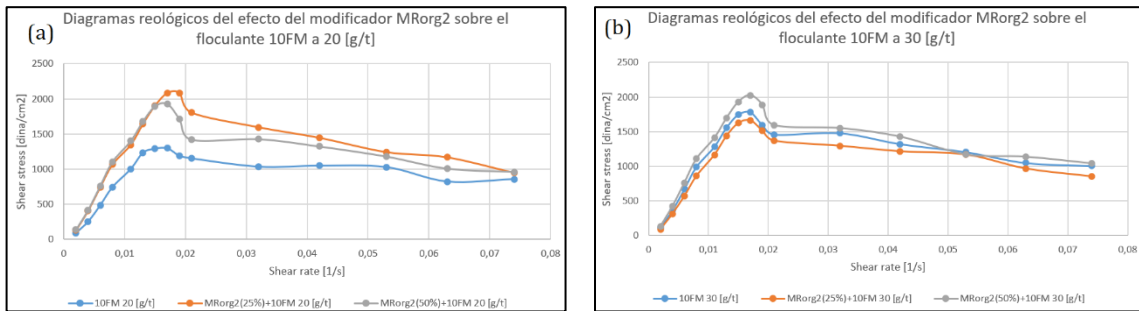 (a)
Diagramas reológicos del efecto del modificador MRorg2 sobre el
floculante 10FM a 20 [g/t]
Shear stress [dina/cm2]
2500
2000
1500
1000
500
0
0 0,01 0,02 0,03 0,04 0,05 0,06 0,07 0,08
Shear rate [1/s]
10FM 20 [g/t] MRorg2(25%)+10FM 20 [g/t] MRorg2(50%)+10FM 20 [g/t]
(b)
Diagramas reológicos del efecto del modificador MRorg2 sobre el
floculante 10FM a 30 [g/t]
Shear stress [dina/cm2]
2500
2000
1500
1000
500
0
0 0,01 0,02 0,03 0,04 0,05 0,06 0,07 0,08
Shear rate [1/s]
10FM 30 [g/t] MRorg2(25%)+10FM 30 [g/t] MRorg2(50%)+10FM 30 [g/t]